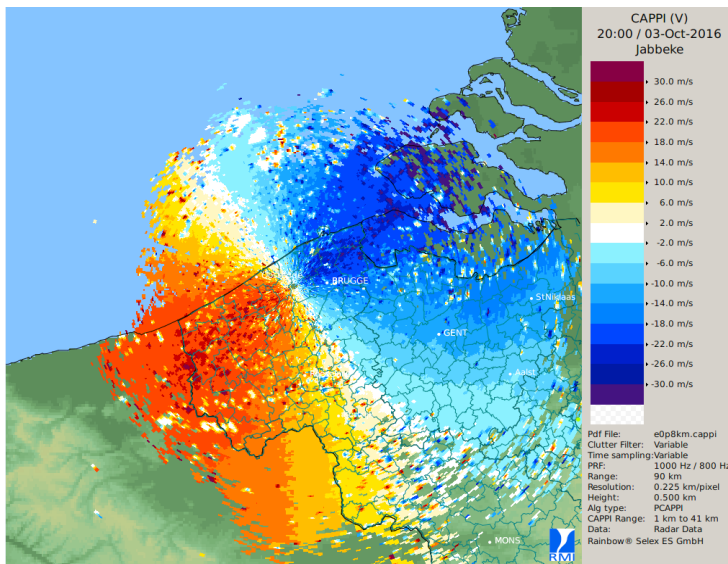 CAPPI (V)
20:00 / 03-Oct-2016
Jabbeke
30.0 m/s
26.0 m/s
22.0 m/s
18.0 m/s
14.0 m/s
10.0 m/s
6.0 m/s
2.0 m/s
-2.0 m/s
-6.0 m/s
-10.0 m/s
-14.0 m/s
-18.0 m/s
-22.0 m/s
-26.0 m/s
-30.0 m/s
BRUGGE
StNiklaas
GENT
Aalst
MONS
RMI
Pdf File: e0p8km.cappi
Clutter Filter: Variable
Time sampling:Variable
PRF: 1000 Hz / 800 Hz
Range: 90 km
Resolution: 0.225 km/pixel
Height: 0.500 km
Alg type: PCAPPI
CAPPI Range: 1 km to 41 km
Data: Radar Data
Rainbow® Selex ES GmbH